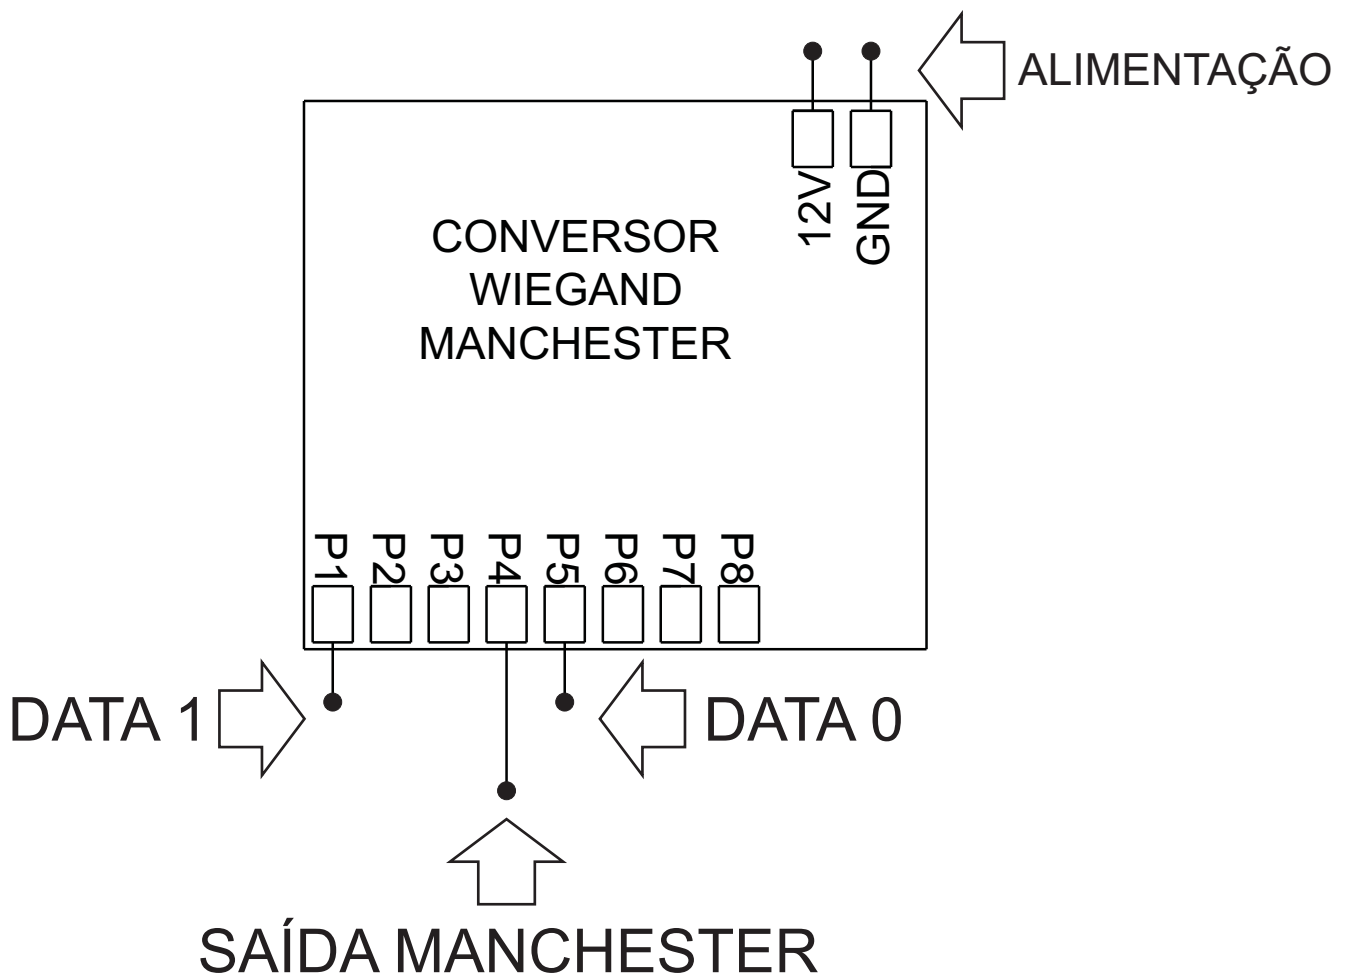 ALIMENTAÇÃO
12V
GND
CONVERSOR
WIEGAND
MANCHESTER
P1
P2
P3
P4
P5
P6
P7
P8
DATA 1
DATA 0
SAÍDA MANCHESTER